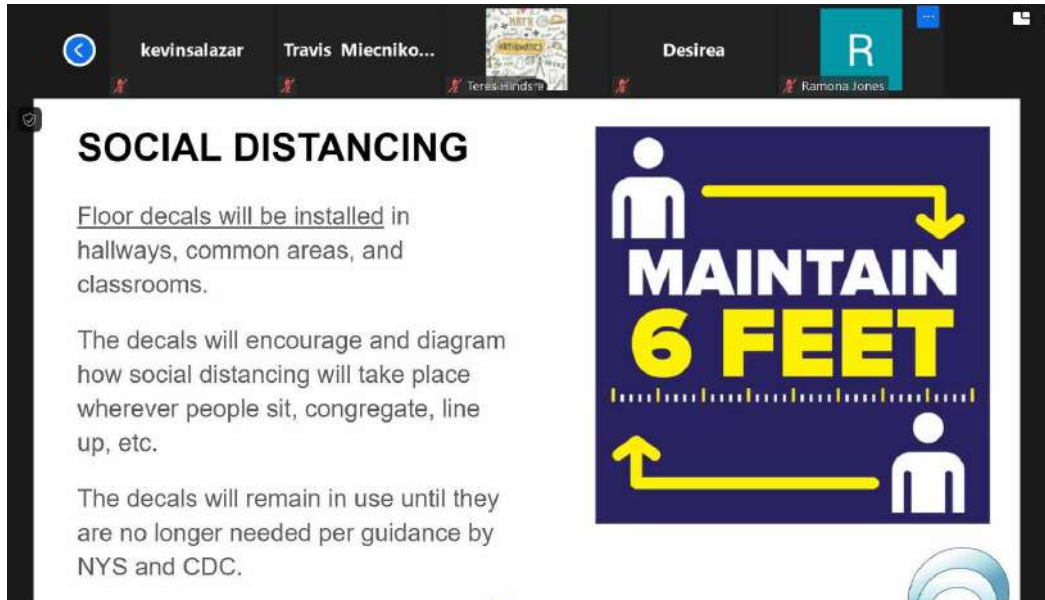 kevinsalazar
Travis Miecniko...
MATH
MATHEMATICS
Desirea
R
Ramona Jones
SOCIAL DISTANCING
Floor decals will be installed in
hallways, common areas, and
classrooms.
The decals will encourage and diagram
how social distancing will take place
wherever people sit, congregate, line
up, etc.
The decals will remain in use until they
are no longer needed per guidance by
NYS and CDC.
MAINTAIN
6 FEET